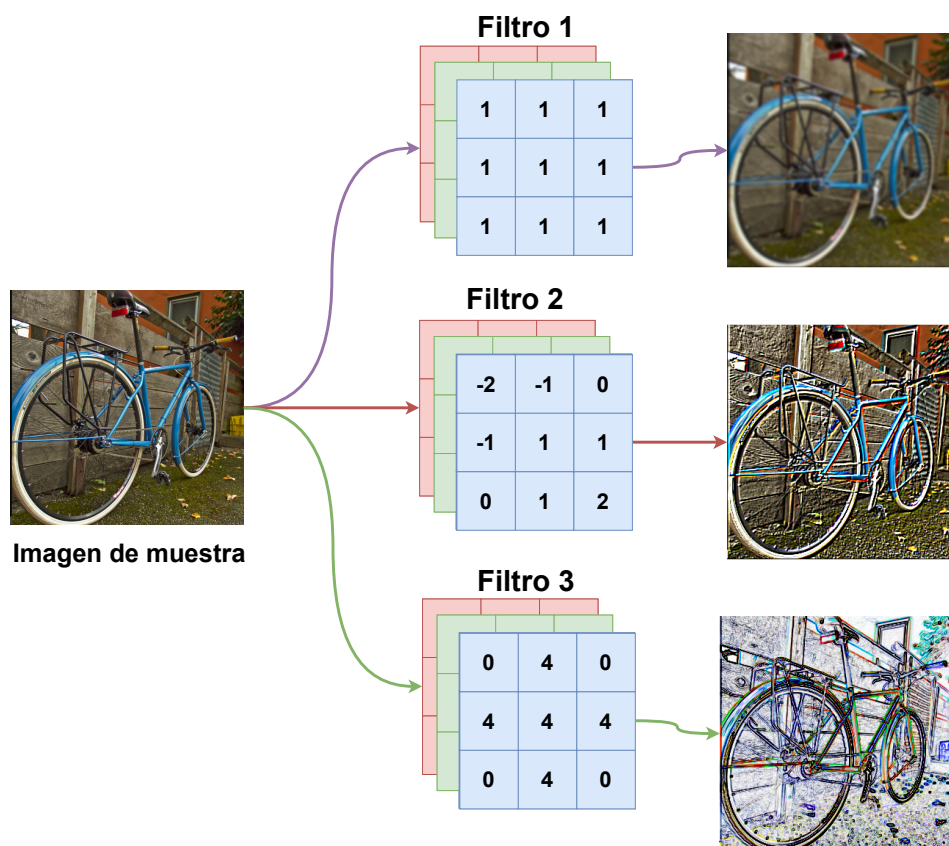 Filtro 1
1 1 1
1 1 1
1 1 1
Filtro 2
-2 -1 0
-1 1 1
0 1 2
Imagen de muestra
Filtro 3
0 4 0
4 4 4
0 4 0